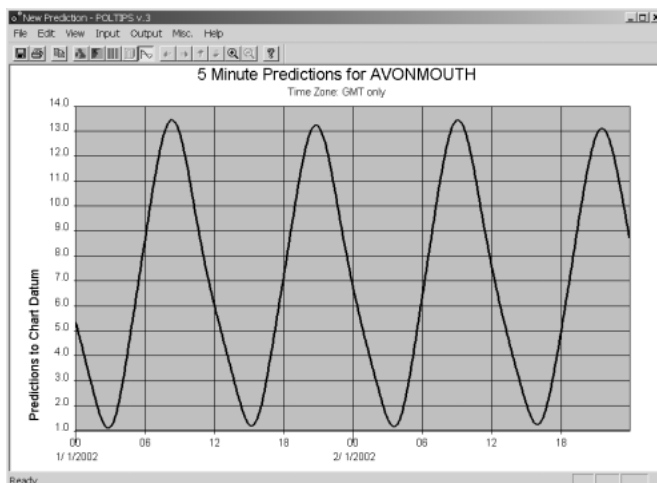 New Prediction - POLTIPS v.3
File Edit View Input Output Misc. Help
5 Minute Predictions for AVONMOUTH
Time Zone: GMT only
Predictions to Chart Datum
14.0
13.0
12.0
11.0
10.0
9.0
8.0
7.0
6.0
5.0
4.0
3.0
2.0
1.0
00 06 12 18 00 06 12 18
1/ 1/2002 2/ 1/2002
Ready